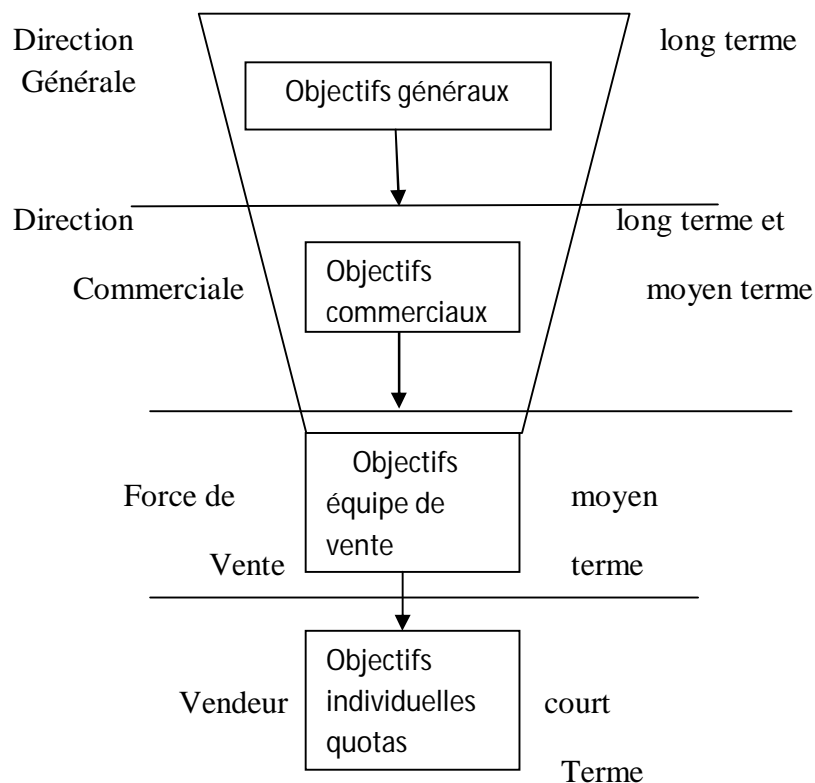 Direction long terme
Générale
Objectifs généraux
Direction long terme et
Objectifs
Commerciale moyen terme
commerciaux
Objectifs
Force de équipe de moyen
vente
Vente terme
Objectifs
Vendeur individuelles court
quotas
Terme